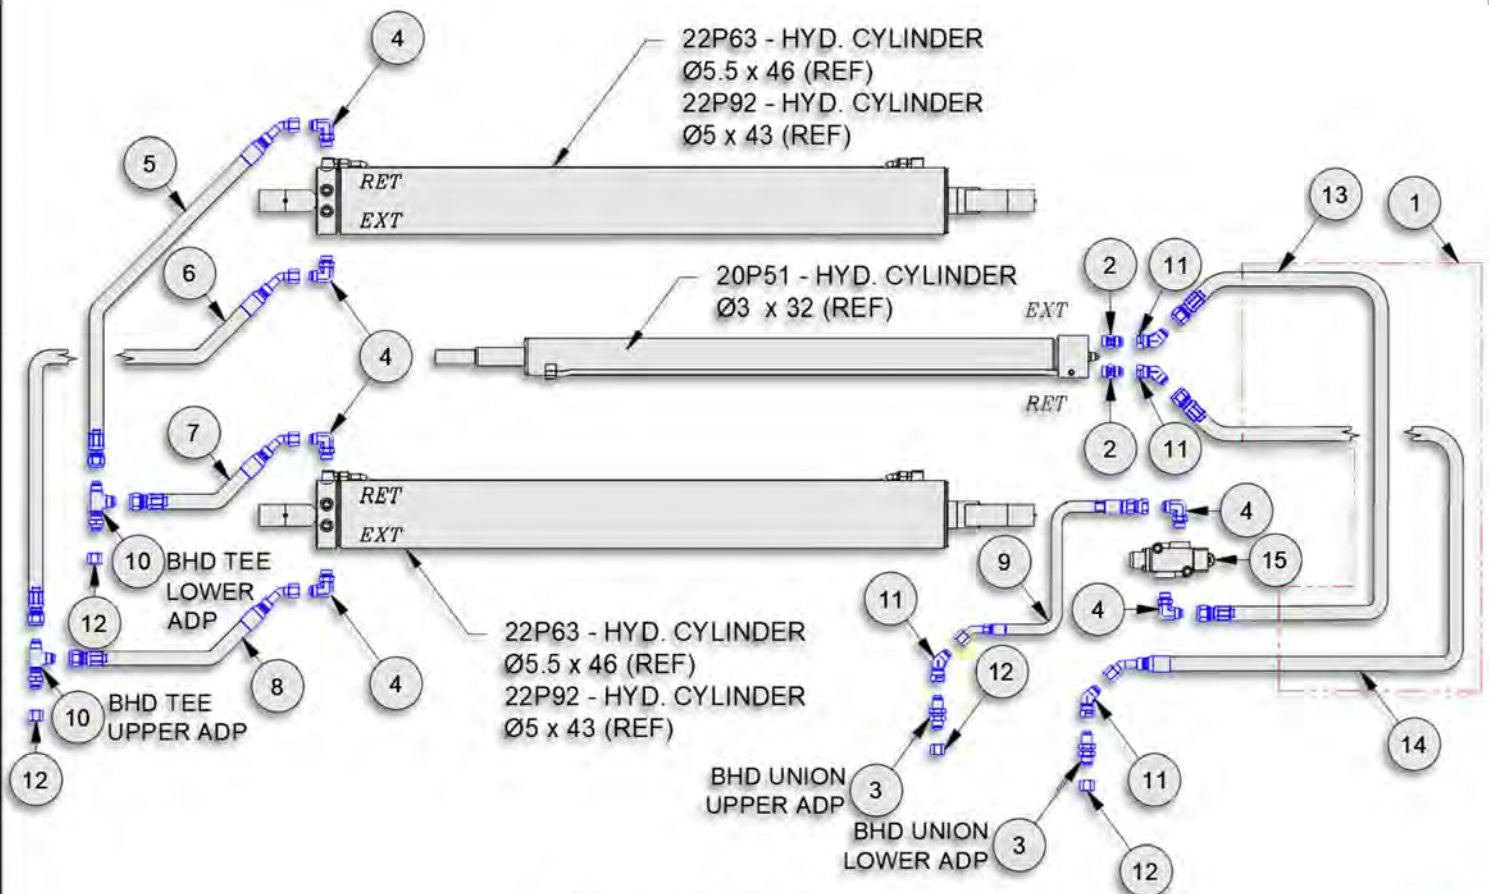 4
22P63 - HYD. CYLINDER
Ø5.5 x 46 (REF)
22P92 - HYD. CYLINDER
Ø5 x 43 (REF)
5
RET
EXT
13
1
6
20P51 - HYD. CYLINDER
Ø3 x 32 (REF)
2
11
EXT
4
RET
7
2
11
RET
EXT
4
10
BHD TEE
LOWER
ADP
9
15
12
11
4
22P63 - HYD. CYLINDER
Ø5.5 x 46 (REF)
22P92 - HYD. CYLINDER
Ø5 x 43 (REF)
12
8
4
10
BHD TEE
UPPER ADP
14
12
BHD UNION
UPPER ADP
3
11
BHD UNION
LOWER ADP
3
12